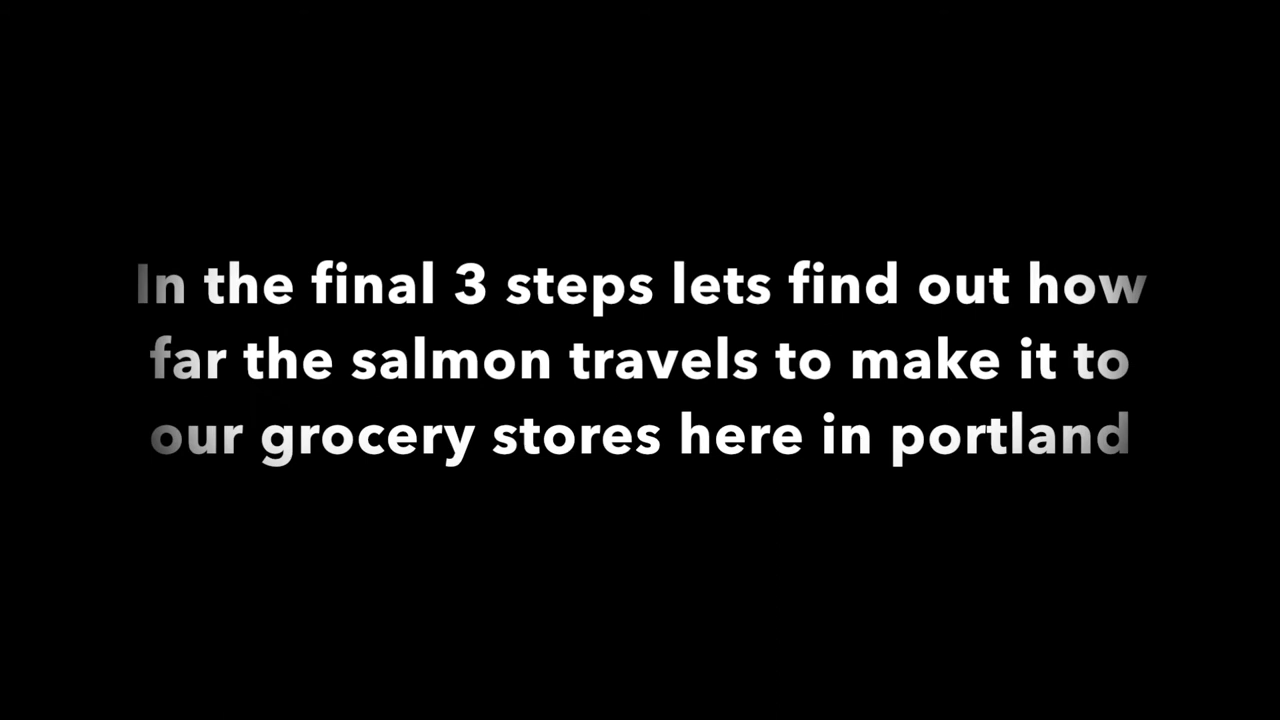 In the final 3 steps lets find out how
far the salmon travels to make it to
our grocery stores here in portland